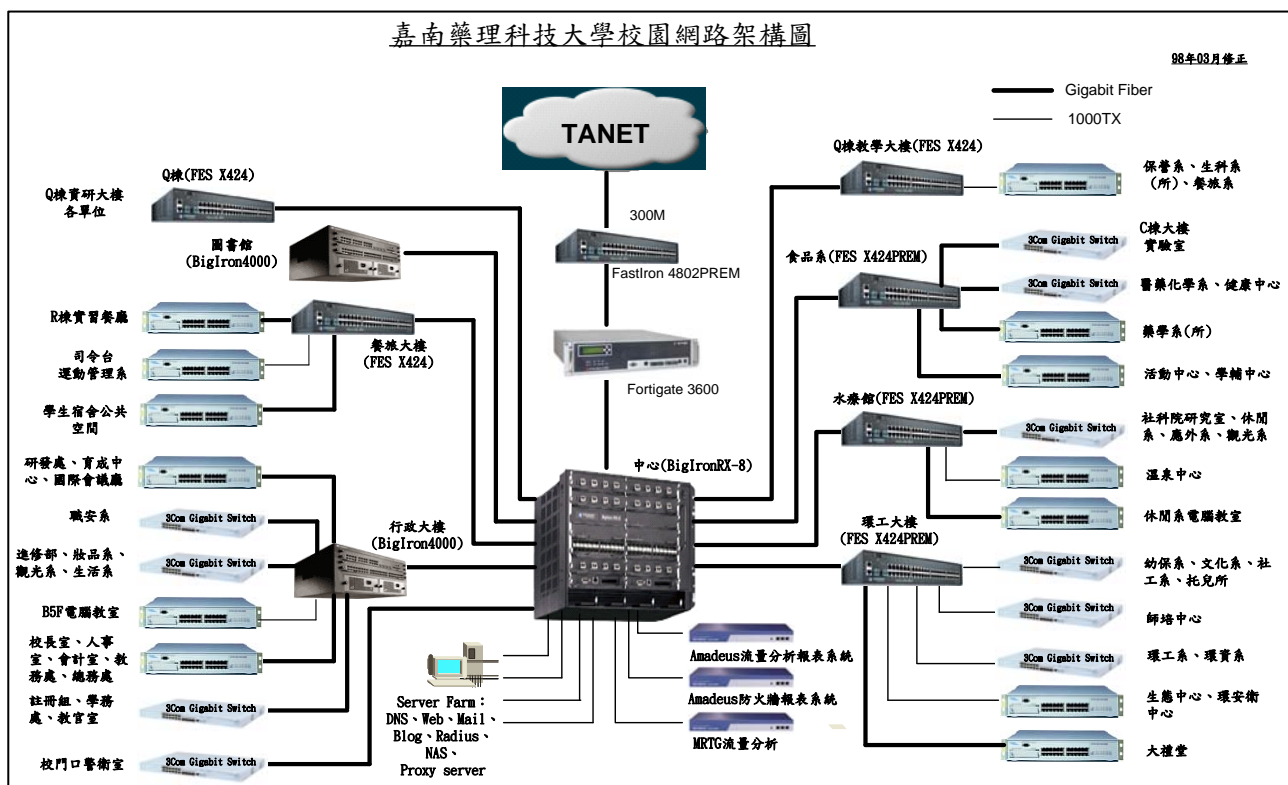 嘉南藥理科技大學校園網路架構圖
98年03月修正
Gigabit Fiber
1000TX
TANET
300M
FastIron 4802PREM
Fortigate 3600
中心(BigIronRX-8)
Q棟(FES X424)
Q棟資研大樓
各單位
圖書館
(BigIron4000)
R棟實習餐廳
司令台
運動管理系
學生宿舍公共
空間
餐旅大樓
(FES X424)
研發處、育成中
心、國際會議廳
職安系
3Com Gigabit Switch
進修部、妝品系、
觀光系、生活系
3Com Gigabit Switch
行政大樓
(BigIron4000)
B5F電腦教室
校長室、人事
室、會計室、教
務處、總務處
註冊組、學務
處、教官室
3Com Gigabit Switch
校門口警衛室
3Com Gigabit Switch
Server Farm：
DNS、Web、Mail、
Blog、Radius、
NAS、
Proxy server
Amadeus流量分析報表系統
Amadeus防火牆報表系統
MRTG流量分析
Q棟教學大樓(FES X424)
保營系、生科系
(所)、餐旅系
食品系(FES X424PREM)
3Com Gigabit Switch
C棟大樓
實驗室
3Com Gigabit Switch
醫藥化學系、健康中心
藥學系(所)
活動中心、學輔中心
水療館(FES X424PREM)
3Com Gigabit Switch
社科院研究室、休閒
系、應外系、觀光系
溫泉中心
休閒系電腦教室
環工大樓
(FES X424PREM)
3Com Gigabit Switch
幼保系、文化系、社
工系、托兒所
3Com Gigabit Switch
師培中心
3Com Gigabit Switch
環工系、環資系
生態中心、環安衛
中心
大禮堂